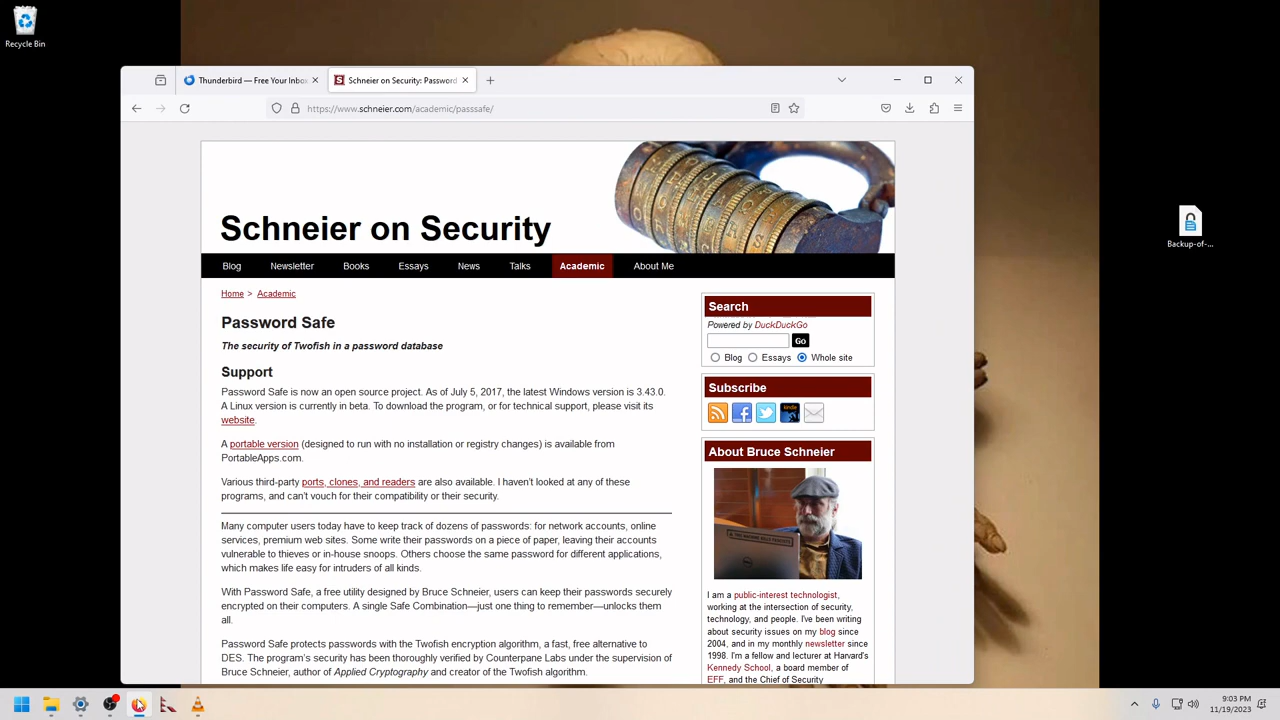 Recycle Bin
Thunderbird — Free Your Inbox
Schneier on Security: Password
https://www.schneier.com/academic/passsafe/
Schneier on Security
Blog Newsletter Books Essays News Talks Academic About Me
Home > Academic
Password Safe
The security of Twofish in a password database
Support
Password Safe is now an open source project. As of July 5, 2017, the latest Windows version is 3.43.0.
A Linux version is currently in beta. To download the program, or for technical support, please visit its
website.
A portable version (designed to run with no installation or registry changes) is available from
PortableApps.com.
Various third-party ports, clones, and readers are also available. I haven't looked at any of these
programs, and can't vouch for their compatibility or their security.
Many computer users today have to keep track of dozens of passwords: for network accounts, online
services, premium web sites. Some write their passwords on a piece of paper, leaving their accounts
vulnerable to thieves or in-house snoops. Others choose the same password for different applications,
which makes life easy for intruders of all kinds.
With Password Safe, a free utility designed by Bruce Schneier, users can keep their passwords securely
encrypted on their computers. A single Safe Combination—just one thing to remember—unlocks them
all.
Password Safe protects passwords with the Twofish encryption algorithm, a fast, free alternative to
DES. The program's security has been thoroughly verified by Counterpane Labs under the supervision of
Bruce Schneier, author of Applied Cryptography and creator of the Twofish algorithm.
Search
Powered by DuckDuckGo
Go
Blog Essays Whole site
Subscribe
kindle
About Bruce Schneier
I am a public-interest technologist,
working at the intersection of security,
technology, and people. I've been writing
about security issues on my blog since
2004, and in my monthly newsletter since
1998. I'm a fellow and lecturer at Harvard's
Kennedy School, a board member of
EFF, and the Chief of Security
Backup-of-...
9:03 PM
11/19/2023